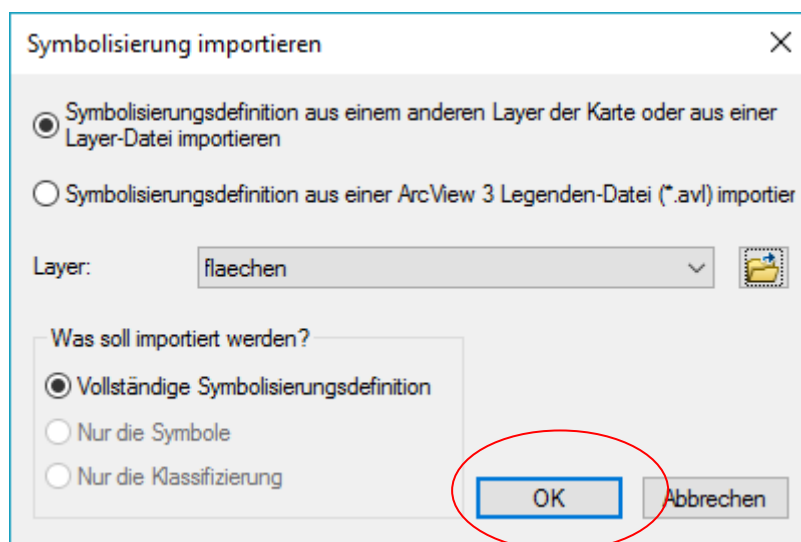 Symbolisierung importieren
Symbolisierungsdefinition aus einem anderen Layer der Karte oder aus einer
Layer-Datei importieren
Symbolisierungsdefinition aus einer ArcView 3 Legenden-Datei (*.avl) importier
Layer:
flaechen
Was soll importiert werden?
Vollständige Symbolisierungsdefinition
Nur die Symbole
Nur die Klassifizierung
OK
Abbrechen